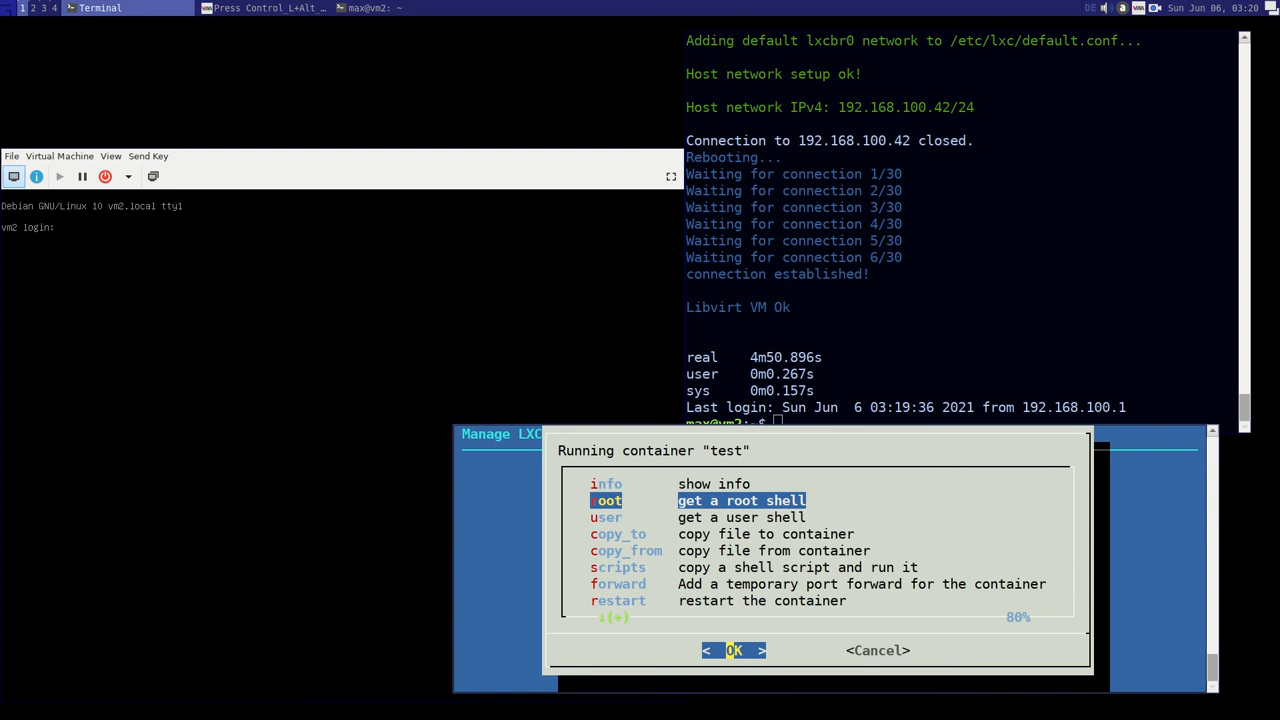 1 2 3 4 Terminal Press Control_L+Alt_... max@vm2: ~ DE a VMM Sun Jun 06, 03:20
Adding default lxcbr0 network to /etc/lxc/default.conf...
Host network setup ok!
Host network IPv4: 192.168.100.42/24
Connection to 192.168.100.42 closed.
Rebooting...
Waiting for connection 1/30
Waiting for connection 2/30
Waiting for connection 3/30
Waiting for connection 4/30
Waiting for connection 5/30
Waiting for connection 6/30
connection established!
Libvirt VM Ok
real 4m50.896s
user 0m0.267s
sys 0m0.157s
Last login: Sun Jun  6 03:19:36 2021 from 192.168.100.1
max@vm2:~$
File Virtual Machine View Send Key
Debian GNU/Linux 10 vm2.local tty1
vm2 login:
Manage LXC
Running container "test"
info show info
root get a root shell
user get a user shell
copy_to copy file to container
copy_from copy file from container
scripts copy a shell script and run it
forward Add a temporary port forward for the container
restart restart the container
↓(+) 80%
< OK > <Cancel>